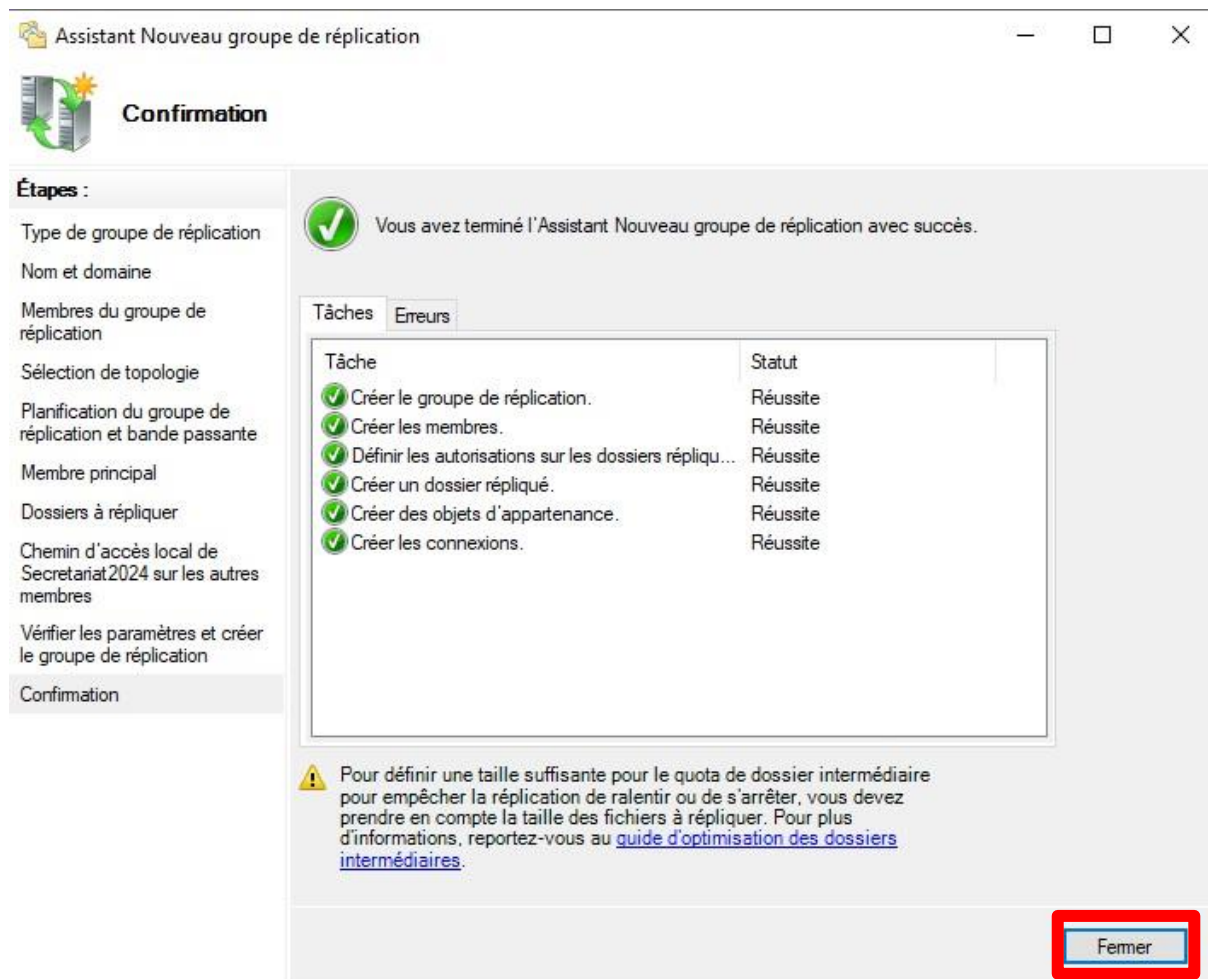 Assistant Nouveau groupe de réplication
Confirmation
Étapes :
Type de groupe de réplication
Nom et domaine
Membres du groupe de
réplication
Sélection de topologie
Planification du groupe de
réplication et bande passante
Membre principal
Dossiers à répliquer
Chemin d'accès local de
Secretariat2024 sur les autres
membres
Vérifier les paramètres et créer
le groupe de réplication
Confirmation
Vous avez terminé l'Assistant Nouveau groupe de réplication avec succès.
Tâches Erreurs
Tâche Statut
Créer le groupe de réplication. Réussite
Créer les membres. Réussite
Définir les autorisations sur les dossiers répliqu... Réussite
Créer un dossier répliqué. Réussite
Créer des objets d'appartenance. Réussite
Créer les connexions. Réussite
Pour définir une taille suffisante pour le quota de dossier intermédiaire
pour empêcher la réplication de ralentir ou de s'arrêter, vous devez
prendre en compte la taille des fichiers à répliquer. Pour plus
d'informations, reportez-vous au guide d'optimisation des dossiers
intermédiaires.
Fermer